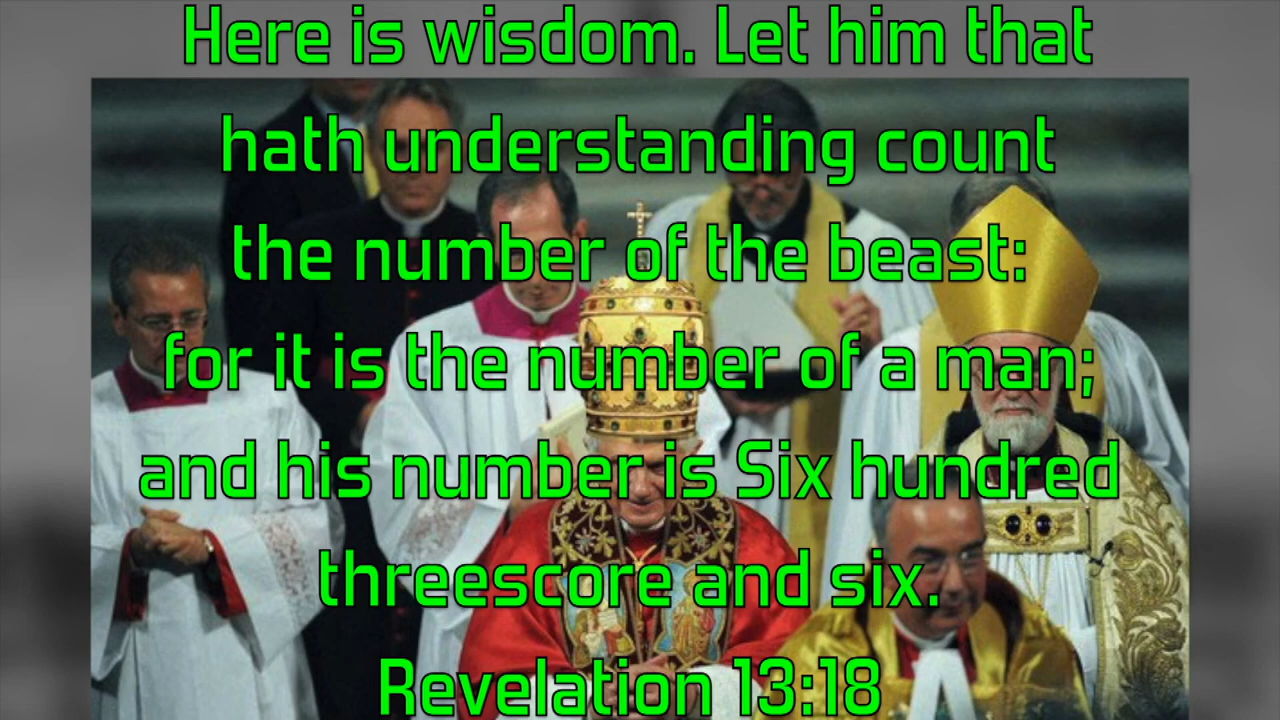 Here is wisdom. Let him that
hath understanding count
the number of the beast:
for it is the number of a man;
and his number is Six hundred
threescore and six.
Revelation 13:18